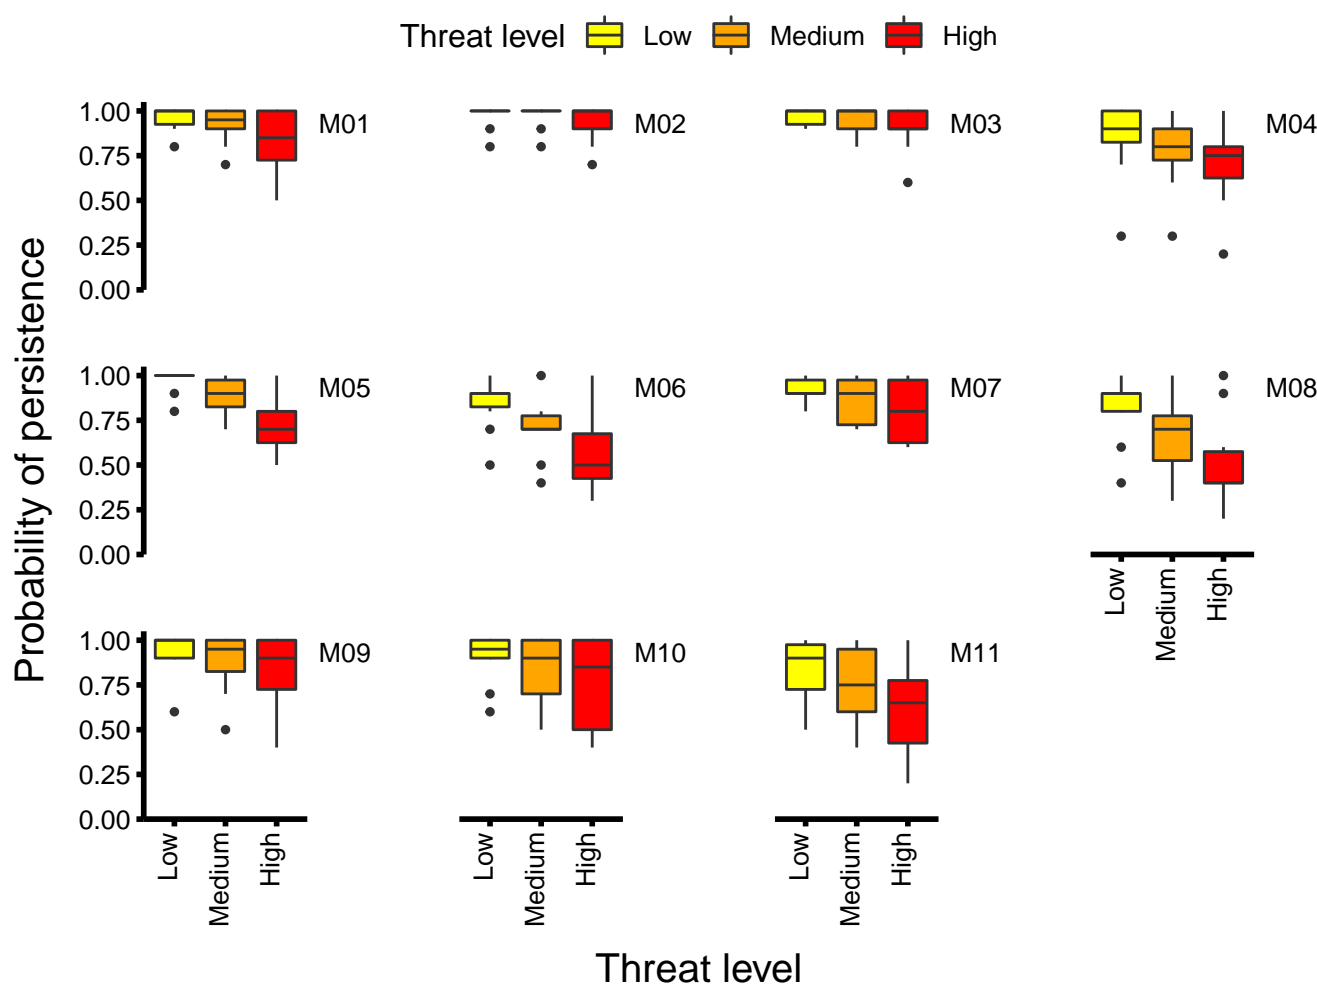 Threat level Low Medium High
1.00 M01 M02 M03 M04
0.75
0.50
0.25
0.00
1.00 M05 M06 M07 M08
0.75
0.50
0.25
0.00
Low Medium High
1.00 M09 M10 M11
0.75
0.50
0.25
0.00
Low Medium High Low Medium High Low Medium High
Probability of persistence
Threat level